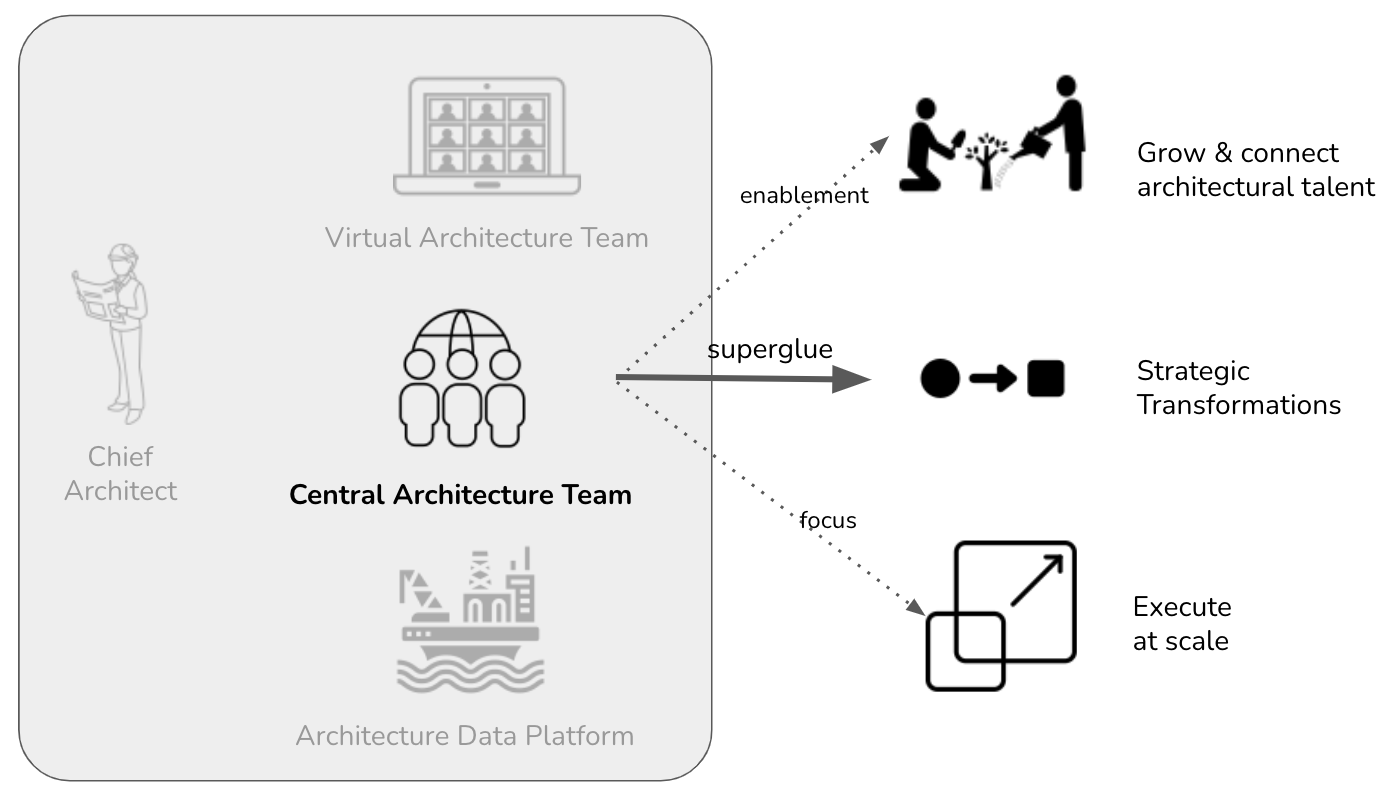 Virtual Architecture Team
Chief
Architect
Central Architecture Team
Architecture Data Platform
enablement
superglue
focus
Grow & connect
architectural talent
Strategic
Transformations
Execute
at scale